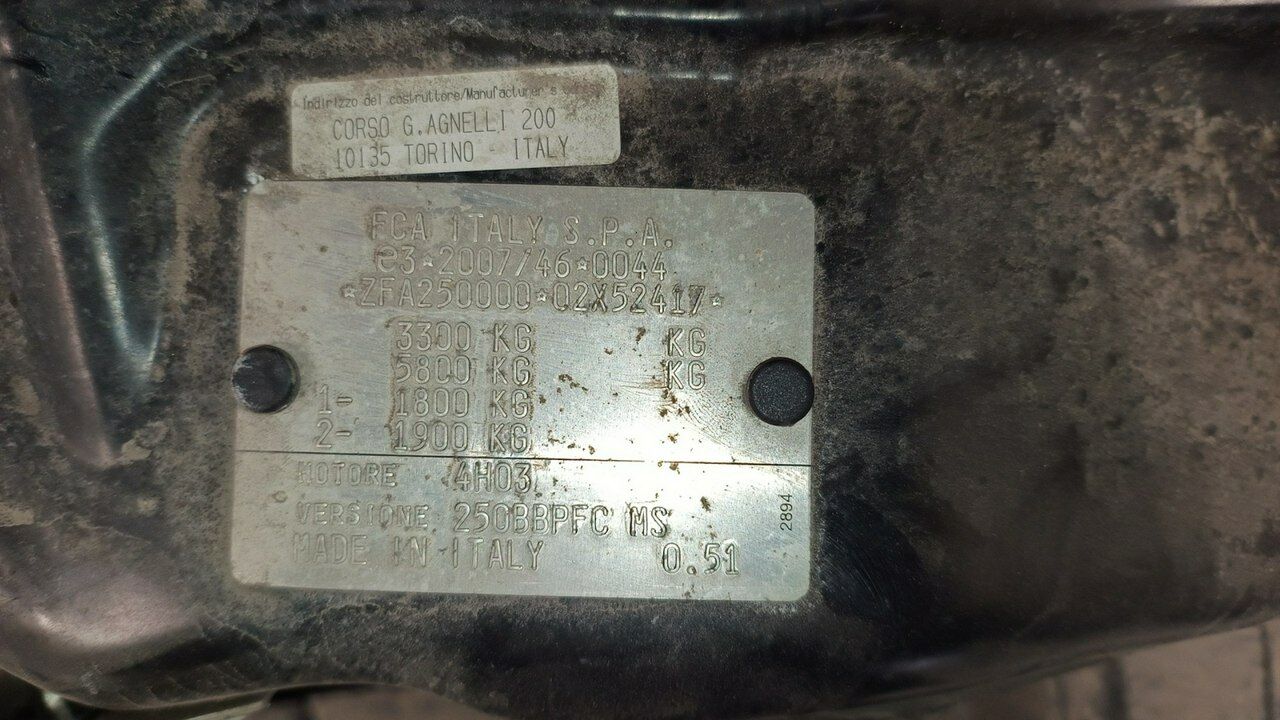 Indirizzo del costruttore/Manufacturer's
CORSO G.AGNELLI 200
10135 TORINO - ITALY
FCA ITALY S.P.A.
e3*2007/46*0044
*ZFA250000*02X52417*
3300 KG KG
5800 KG KG
1- 1800 KG
2- 1900 KG
MOTORE 4H03
VERSIONE 250BBPFC MS
MADE IN ITALY 0.51
2894